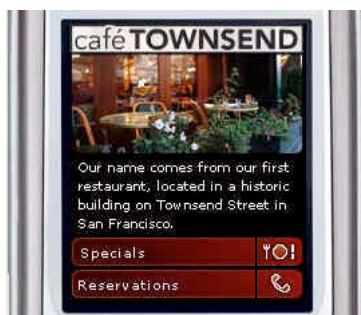 café TOWNSEND
Our name comes from our first
restaurant, located in a historic
building on Townsend Street in
San Francisco.
Specials
Reservations